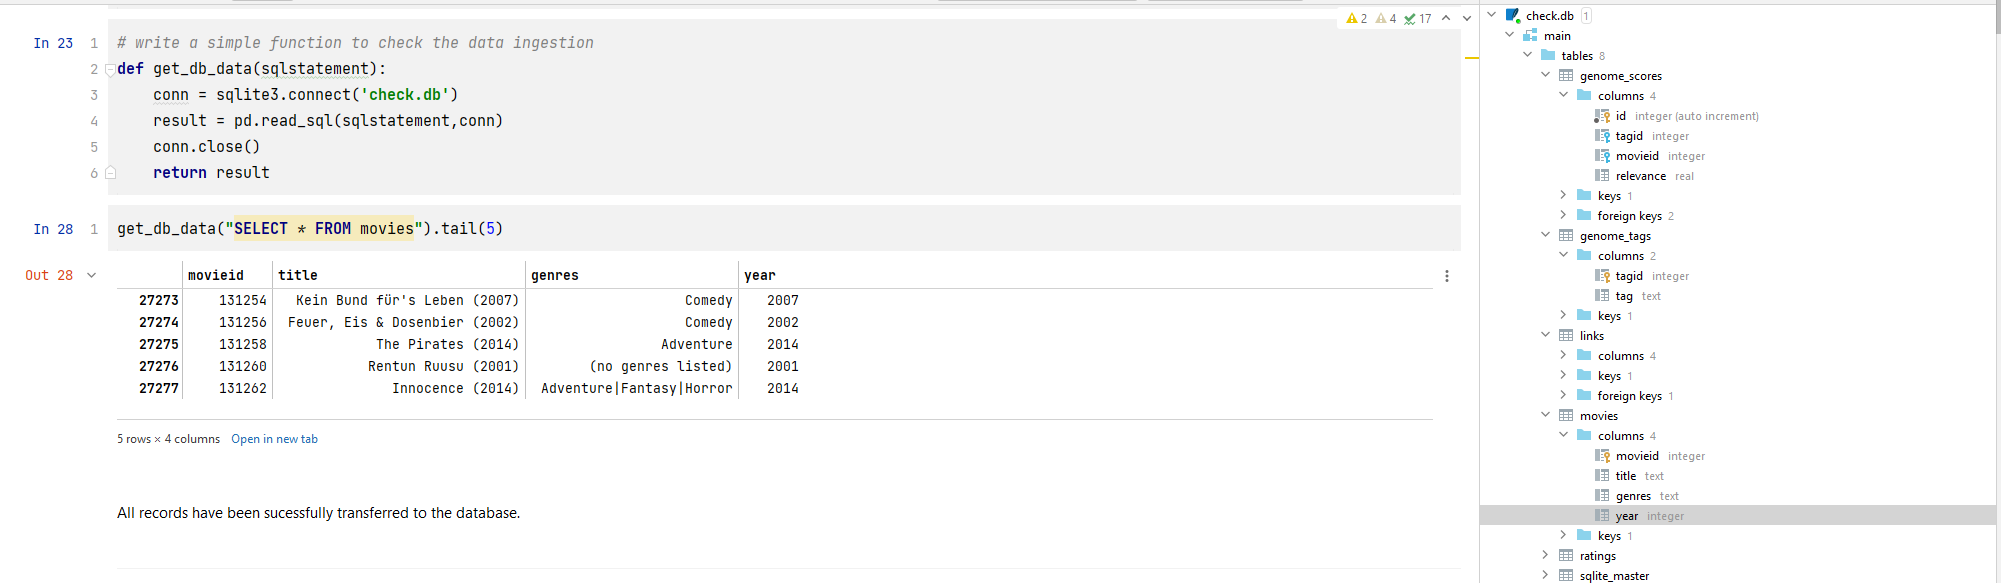 2 4 17
In 23 1 # write a simple function to check the data ingestion
2 def get_db_data(sqlstatement):
3 conn = sqlite3.connect('check.db')
4 result = pd.read_sql(sqlstatement,conn)
5 conn.close()
6 return result
In 28 1 get_db_data("SELECT * FROM movies").tail(5)
Out 28
movieid title genres year
27273 131254 Kein Bund für's Leben (2007) Comedy 2007
27274 131256 Feuer, Eis & Dosenbier (2002) Comedy 2002
27275 131258 The Pirates (2014) Adventure 2014
27276 131260 Rentun Ruusu (2001) (no genres listed) 2001
27277 131262 Innocence (2014) Adventure|Fantasy|Horror 2014
5 rows × 4 columns Open in new tab
All records have been sucessfully transferred to the database.
check.db 1
main
tables 8
genome_scores
columns 4
id integer (auto increment)
tagid integer
movieid integer
relevance real
keys 1
foreign keys 2
genome_tags
columns 2
tagid integer
tag text
keys 1
links
columns 4
keys 1
foreign keys 1
movies
columns 4
movieid integer
title text
genres text
year integer
keys 1
ratings
sqlite_master